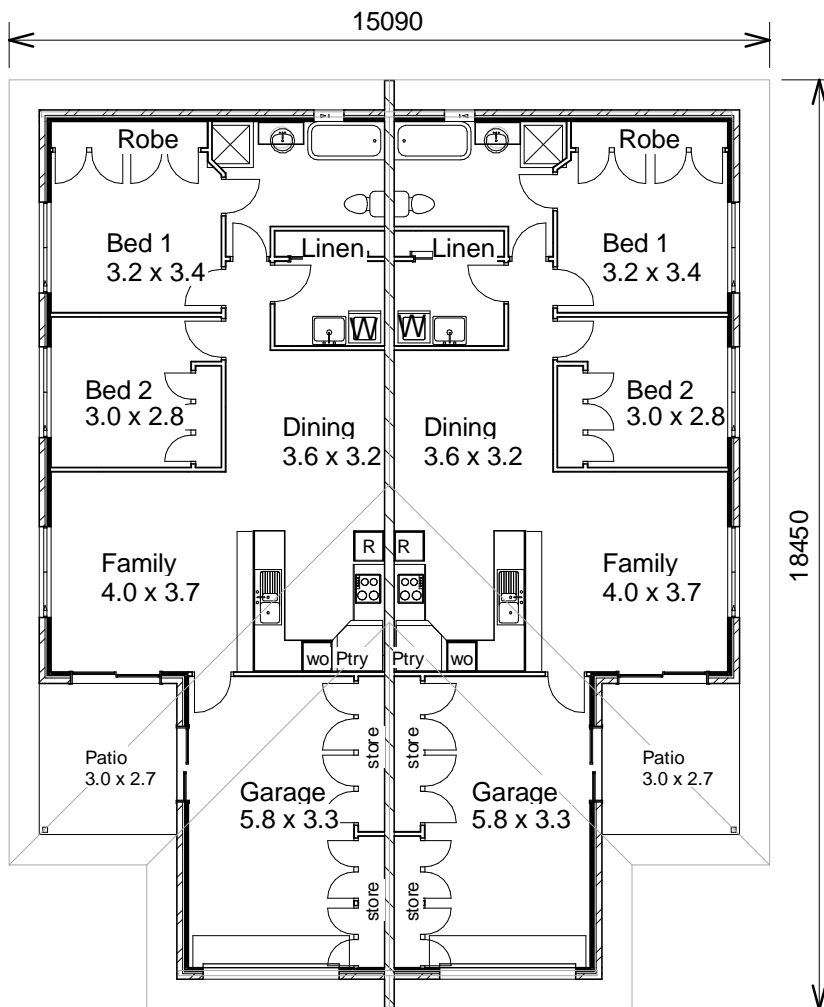 15090
Robe
Robe
Bed 1
3.2 x 3.4
Linen
Linen
Bed 1
3.2 x 3.4
W
W
Bed 2
3.0 x 2.8
Bed 2
3.0 x 2.8
Dining
3.6 x 3.2
Dining
3.6 x 3.2
18450
R
R
Family
4.0 x 3.7
Family
4.0 x 3.7
wo
Ptry
Ptry
wo
store
store
Patio
3.0 x 2.7
Patio
3.0 x 2.7
Garage
5.8 x 3.3
Garage
5.8 x 3.3
store
store